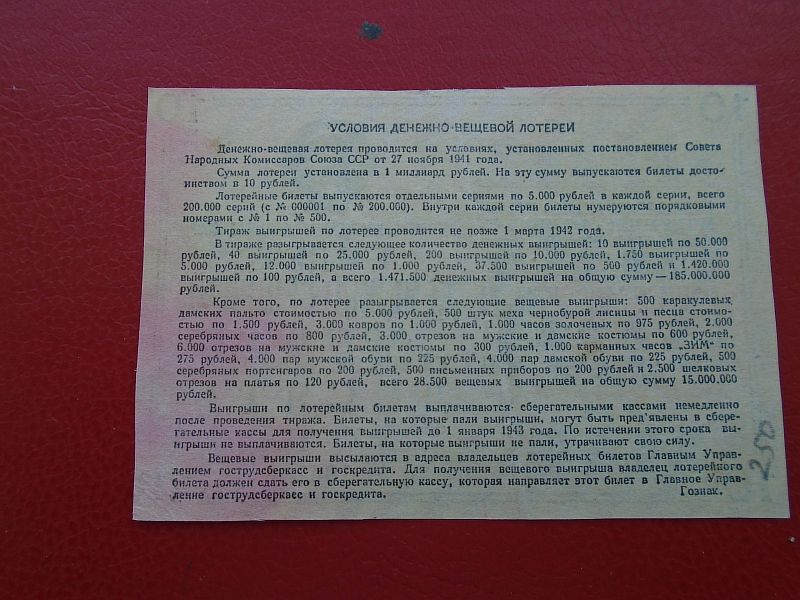 УСЛОВИЯ ДЕНЕЖНО-ВЕЩЕВОЙ ЛОТЕРЕИ
Денежно-вещевая лотерея проводится на условиях, установленных постановлением Совета
Народных Комиссаров Союза ССР от 27 ноября 1941 года.
Сумма лотереи установлена в 1 миллиард рублей. На эту сумму выпускаются билеты досто-
инством в 10 рублей.
Лотерейные билеты выпускаются отдельными сериями по 5.000 рублей в каждой серии, всего
200.000 серий (с № 000001 по № 200.000). Внутри каждой серии билеты нумеруются порядковыми
номерами с № 1 по № 500.
Тираж выигрышей по лотерее проводится не позже 1 марта 1942 года.
В тираже разыгрывается следующее количество денежных выигрышей: 10 выигрышей по 50.000
рублей, 40 выигрышей по 25.000 рублей, 200 выигрышей по 10.000 рублей, 1.750 выигрышей по
5.000 рублей, 12.000 выигрышей по 1.000 рублей, 37.500 выигрышей по 500 рублей и 1.420.000
выигрышей по 100 рублей, а всего 1.471.500 денежных выигрышей на общую сумму — 185.000.000
рублей.
Кроме того, по лотерее разыгрывается следующие вещевые выигрыши: 500 каракулевых
дамских пальто стоимостью по 5.000 рублей, 500 штук меха чернобурой лисицы и песца стоимо-
стью по 1.500 рублей, 3.000 ковров по 1.000 рублей, 1.000 часов золоченых по 975 рублей, 2.000
серебряных часов по 800 рублей, 3.000 отрезов на мужские и дамские костюмы по 600 рублей,
6.000 отрезов на мужские и дамские костюмы по 300 рублей, 1.000 карманных часов „ЗИМ" по
275 рублей, 4.000 пар мужской обуви по 225 рублей, 4.000 пар дамской обуви по 225 рублей, 500
серебряных портсигаров по 200 рублей, 500 письменных приборов по 200 рублей и 2.500 шелковых
отрезов на платья по 120 рублей, всего 28.500 вещевых выигрышей на общую сумму 15.000.000
рублей.
Выигрыши по лотерейным билетам выплачиваются сберегательными кассами немедленно
после проведения тиража. Билеты, на которые пали выигрыши, могут быть пред'явлены в сбере-
гательные кассы для получения выигрышей до 1 января 1943 года. По истечении этого срока вы-
игрыши не выплачиваются. Билеты, на которые выигрыши не пали, утрачивают свою силу.
Вещевые выигрыши высылаются в адреса владельцев лотерейных билетов Главным Управ-
лением гострудсберкасс и госкредита. Для получения вещевого выигрыша владелец лотерейного
билета должен сдать его в сберегательную кассу, которая направляет этот билет в Главное Управ-
ление гострудсберкасс и госкредита. Гознак.
250